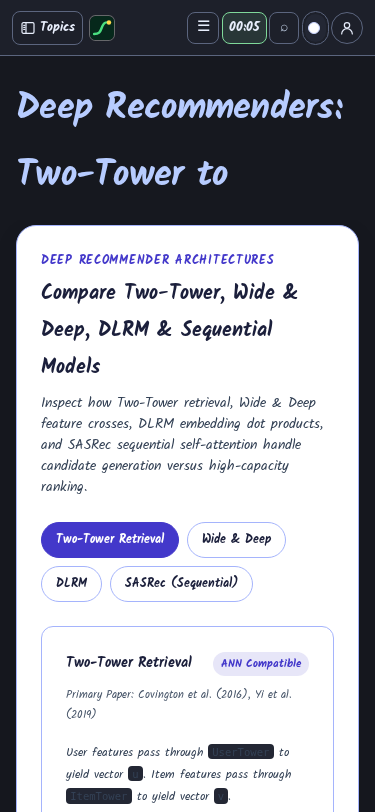 Topics
00:05
Deep Recommenders:
Two-Tower to
DEEP RECOMMENDER ARCHITECTURES
Compare Two-Tower, Wide &
Deep, DLRM & Sequential
Models
Inspect how Two-Tower retrieval, Wide & Deep
feature crosses, DLRM embedding dot products,
and SASRec sequential self-attention handle
candidate generation versus high-capacity
ranking.
Two-Tower Retrieval
Wide & Deep
DLRM
SASRec (Sequential)
Two-Tower Retrieval
ANN Compatible
Primary Paper: Covington et al. (2016), Yi et al.
(2019)
User features pass through UserTower to
yield vector u. Item features pass through
ItemTower to yield vector v.